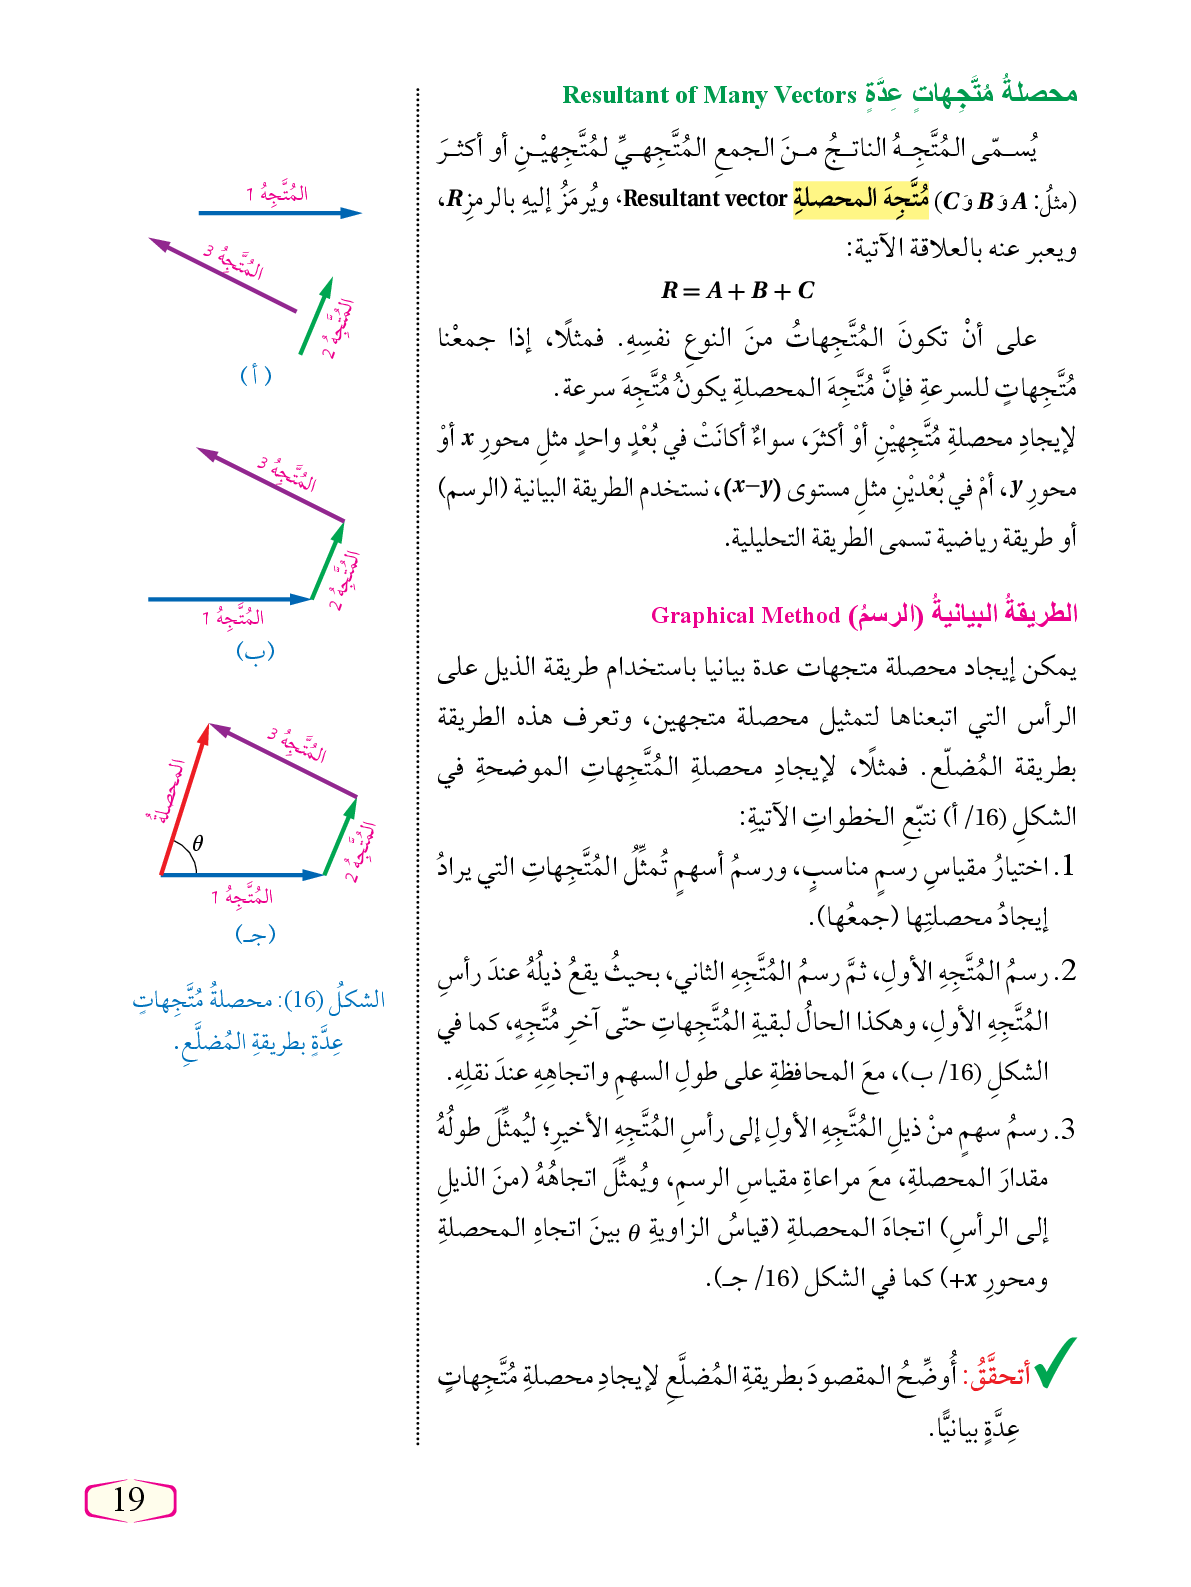 محصلةُ مُتَّجِهاتٍ عِدَّةٍ Resultant of Many Vectors
يُسـمّى المُتَّجِـهُ الناتـجُ مـنَ الجمعِ المُتَّجِهـيِّ لمُتَّجِهيْـنِ أو أكثـرَ
(مثلُ: A وَ B وَ C) مُتَّجِهَ المحصلةِ Resultant vector، ويُرمَزُ إليهِ بالرمزِ R،
ويعبر عنه بالعلاقة الآتية:
R = A + B + C
على أنْ تكونَ المُتَّجِهاتُ منَ النوعِ نفسِهِ. فمثلًا، إذا جمعْنا
مُتَّجِهاتٍ للسرعةِ فإنَّ مُتَّجِهَ المحصلةِ يكونُ مُتَّجِهَ سرعة.
لإيجادِ محصلةِ مُتَّجِهيْنِ أوْ أكثرَ، سواءٌ أكانَتْ في بُعْدٍ واحدٍ مثلِ محورِ x أوْ
محورِ y، أمْ في بُعْديْنِ مثلِ مستوى (x–y)، نستخدم الطريقة البيانية (الرسم)
أو طريقة رياضية تسمى الطريقة التحليلية.
الطريقةُ البيانيةُ (الرسمُ) Graphical Method
يمكن إيجاد محصلة متجهات عدة بيانيا باستخدام طريقة الذيل على
الرأس التي اتبعناها لتمثيل محصلة متجهين، وتعرف هذه الطريقة
بطريقة المُضلّع. فمثلًا، لإيجادِ محصلةِ المُتَّجِهاتِ الموضحةِ في
الشكلِ (16/ أ) نتبّعِ الخطواتِ الآتيةِ:
1. اختيارُ مقياسِ رسمٍ مناسبٍ، ورسمُ أسهمٍ تُمثِّلُ المُتَّجِهاتِ التي يرادُ
إيجادُ محصلتِها (جمعُها).
2. رسمُ المُتَّجِهِ الأولِ، ثمَّ رسمُ المُتَّجِهِ الثاني، بحيثُ يقعُ ذيلُهُ عندَ رأسِ
المُتَّجِهِ الأولِ، وهكذا الحالُ لبقيةِ المُتَّجِهاتِ حتّى آخرِ مُتَّجِهٍ، كما في
الشكلِ (16/ ب)، معَ المحافظةِ على طولِ السهمِ واتجاهِهِ عندَ نقلِهِ.
3. رسمُ سهمٍ منْ ذيلِ المُتَّجِهِ الأولِ إلى رأسِ المُتَّجِهِ الأخيرِ؛ ليُمثِّلَ طولُهُ
مقدارَ المحصلةِ، معَ مراعاةِ مقياسِ الرسمِ، ويُمثِّلَ اتجاهُهُ (منَ الذيلِ
إلى الرأسِ) اتجاهَ المحصلةِ (قياسُ الزاويةِ θ بينَ اتجاهِ المحصلةِ
ومحورِ +x) كما في الشكل (16/ جـ).
أتحقَّقُ: أُوضِّحُ المقصودَ بطريقةِ المُضلَّعِ لإيجادِ محصلةِ مُتَّجِهاتٍ
عِدَّةٍ بيانيًّا.
المُتَّجِهُ 1
المُتَّجِهُ 3
المُتَّجِهُ 2
(أ)
المُتَّجِهُ 3
المُتَّجِهُ 2
المُتَّجِهُ 1
(ب)
المُتَّجِهُ 3
المحصلةُ
θ
المُتَّجِهُ 2
المُتَّجِهُ 1
(جـ)
الشكلُ (16): محصلةُ مُتَّجِهاتٍ
عِدَّةٍ بطريقةِ المُضلَّعِ.
19